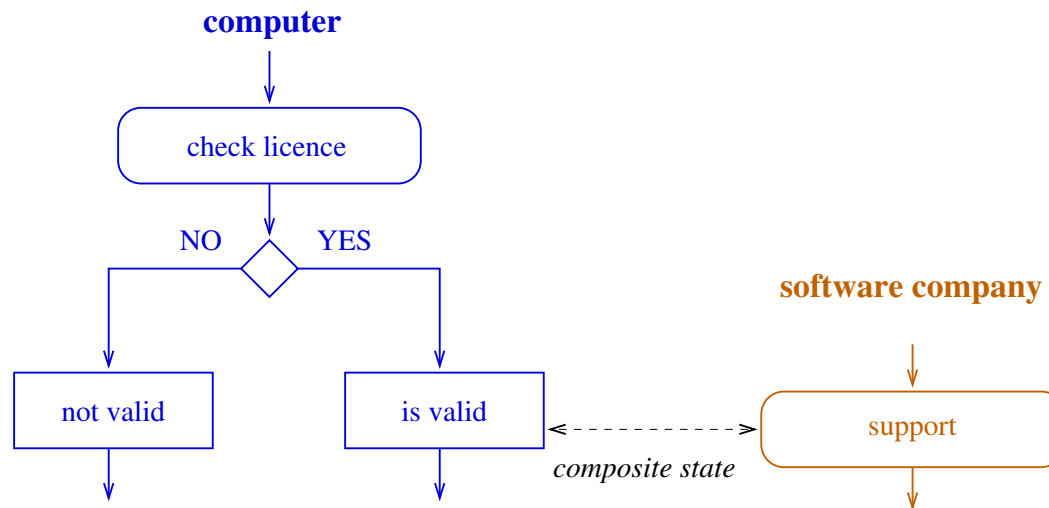 computer
check licence
NO
YES
software company
not valid
is valid
support
composite state